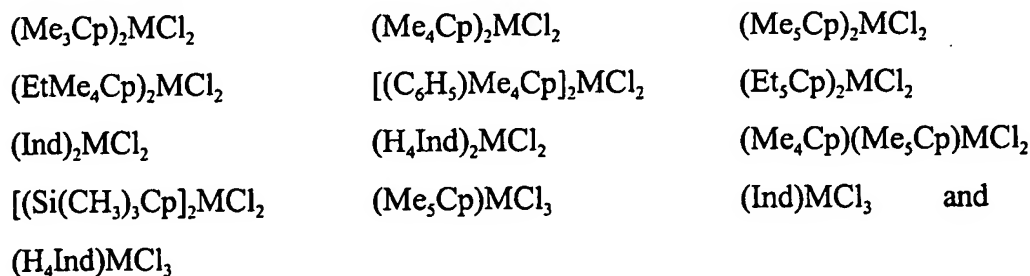 (Me₃Cp)₂MCl₂ (Me₄Cp)₂MCl₂ (Me₅Cp)₂MCl₂
(EtMe₄Cp)₂MCl₂ [(C₆H₅)Me₄Cp]₂MCl₂ (Et₅Cp)₂MCl₂
(Ind)₂MCl₂ (H₄Ind)₂MCl₂ (Me₄Cp)(Me₅Cp)MCl₂
[(Si(CH₃)₃Cp]₂MCl₂ (Me₅Cp)MCl₃ (Ind)MCl₃ and
(H₄Ind)MCl₃